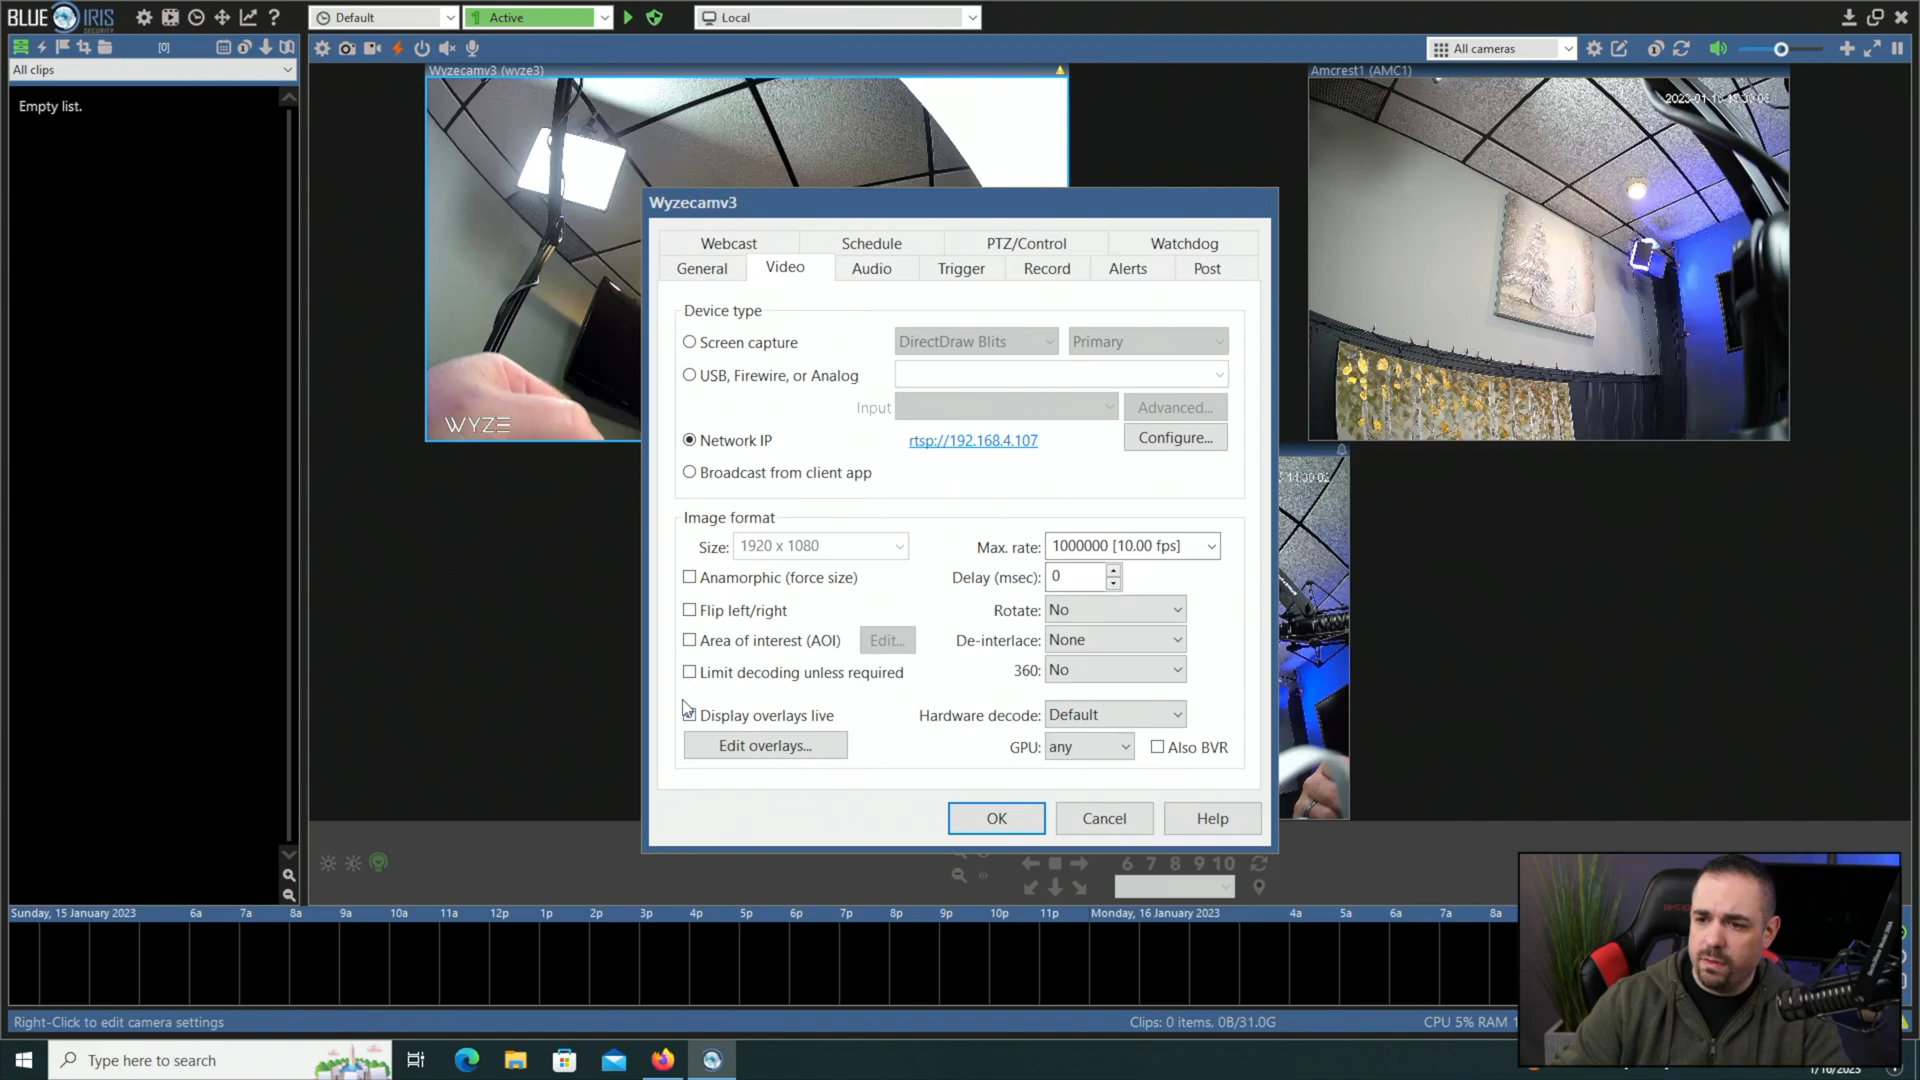 BLUE IRIS
SECURITY
Default
Active
Local
[0]
All cameras
All clips
Empty list.
Wyzecamv3 (wyze3)
Amcrest1 (AMC1)
WYZE
Wyzecamv3
Webcast
Schedule
PTZ/Control
Watchdog
General
Video
Audio
Trigger
Record
Alerts
Post
Device type
Screen capture
DirectDraw Blits
Primary
USB, Firewire, or Analog
Input
Advanced...
Network IP
rtsp://192.168.4.107
Configure...
Broadcast from client app
Image format
Size:
1920 x 1080
Max. rate:
1000000 [10.00 fps]
Anamorphic (force size)
Delay (msec):
0
Flip left/right
Rotate:
No
Area of interest (AOI)
Edit...
De-interlace:
None
Limit decoding unless required
360:
No
Display overlays live
Hardware decode:
Default
Edit overlays...
GPU:
any
Also BVR
OK
Cancel
Help
6 7 8 9 10
Sunday, 15 January 2023
6a 7a 8a 9a 10a 11a 12p 1p 2p 3p 4p 5p 6p 7p 8p 9p 10p 11p
Monday, 16 January 2023
4a 5a 6a 7a 8a
Right-Click to edit camera settings
Clips: 0 items, 0B/31.0G
CPU 5% RAM
Type here to search
1/16/2023